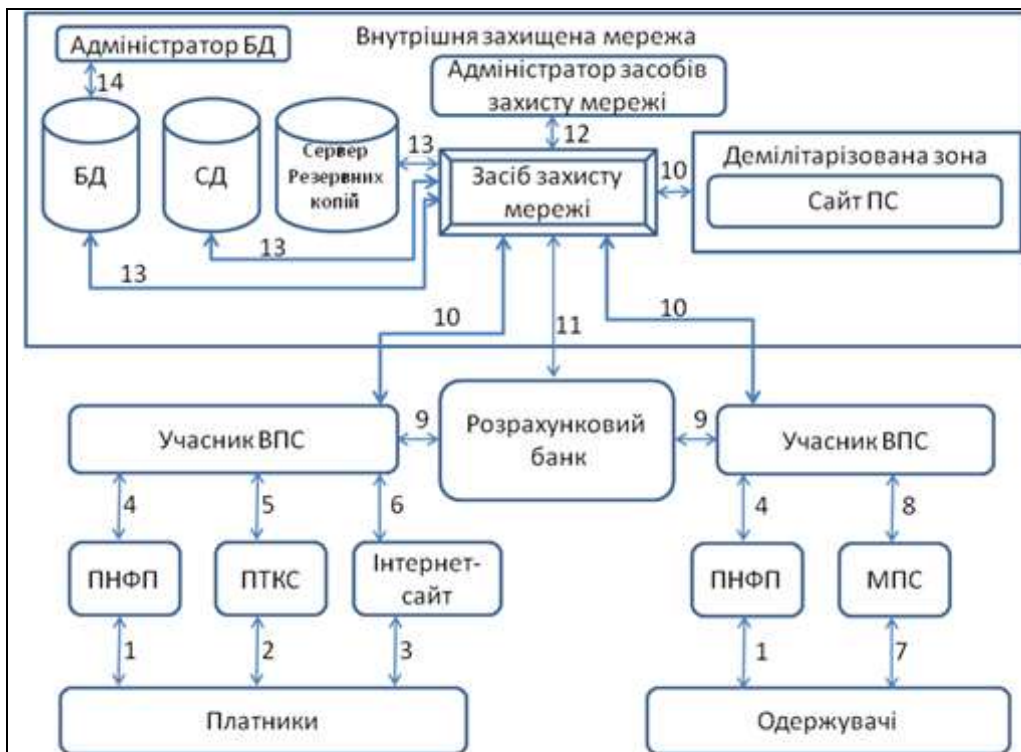 Внутрішня захищена мережа
Адміністратор БД
14
Адміністратор засобів
захисту мережі
12
БД
СД
Сервер
Резервних
копій
13
Засіб захисту
мережі
10
Демілітаризована зона
Сайт ПС
13
13
10
11
10
Учасник ВПС
9
Розрахунковий
банк
9
Учасник ВПС
4
5
6
4
8
ПНФП
ПТКС
Інтернет-
сайт
ПНФП
МПС
1
2
3
1
7
Платники
Одержувачі